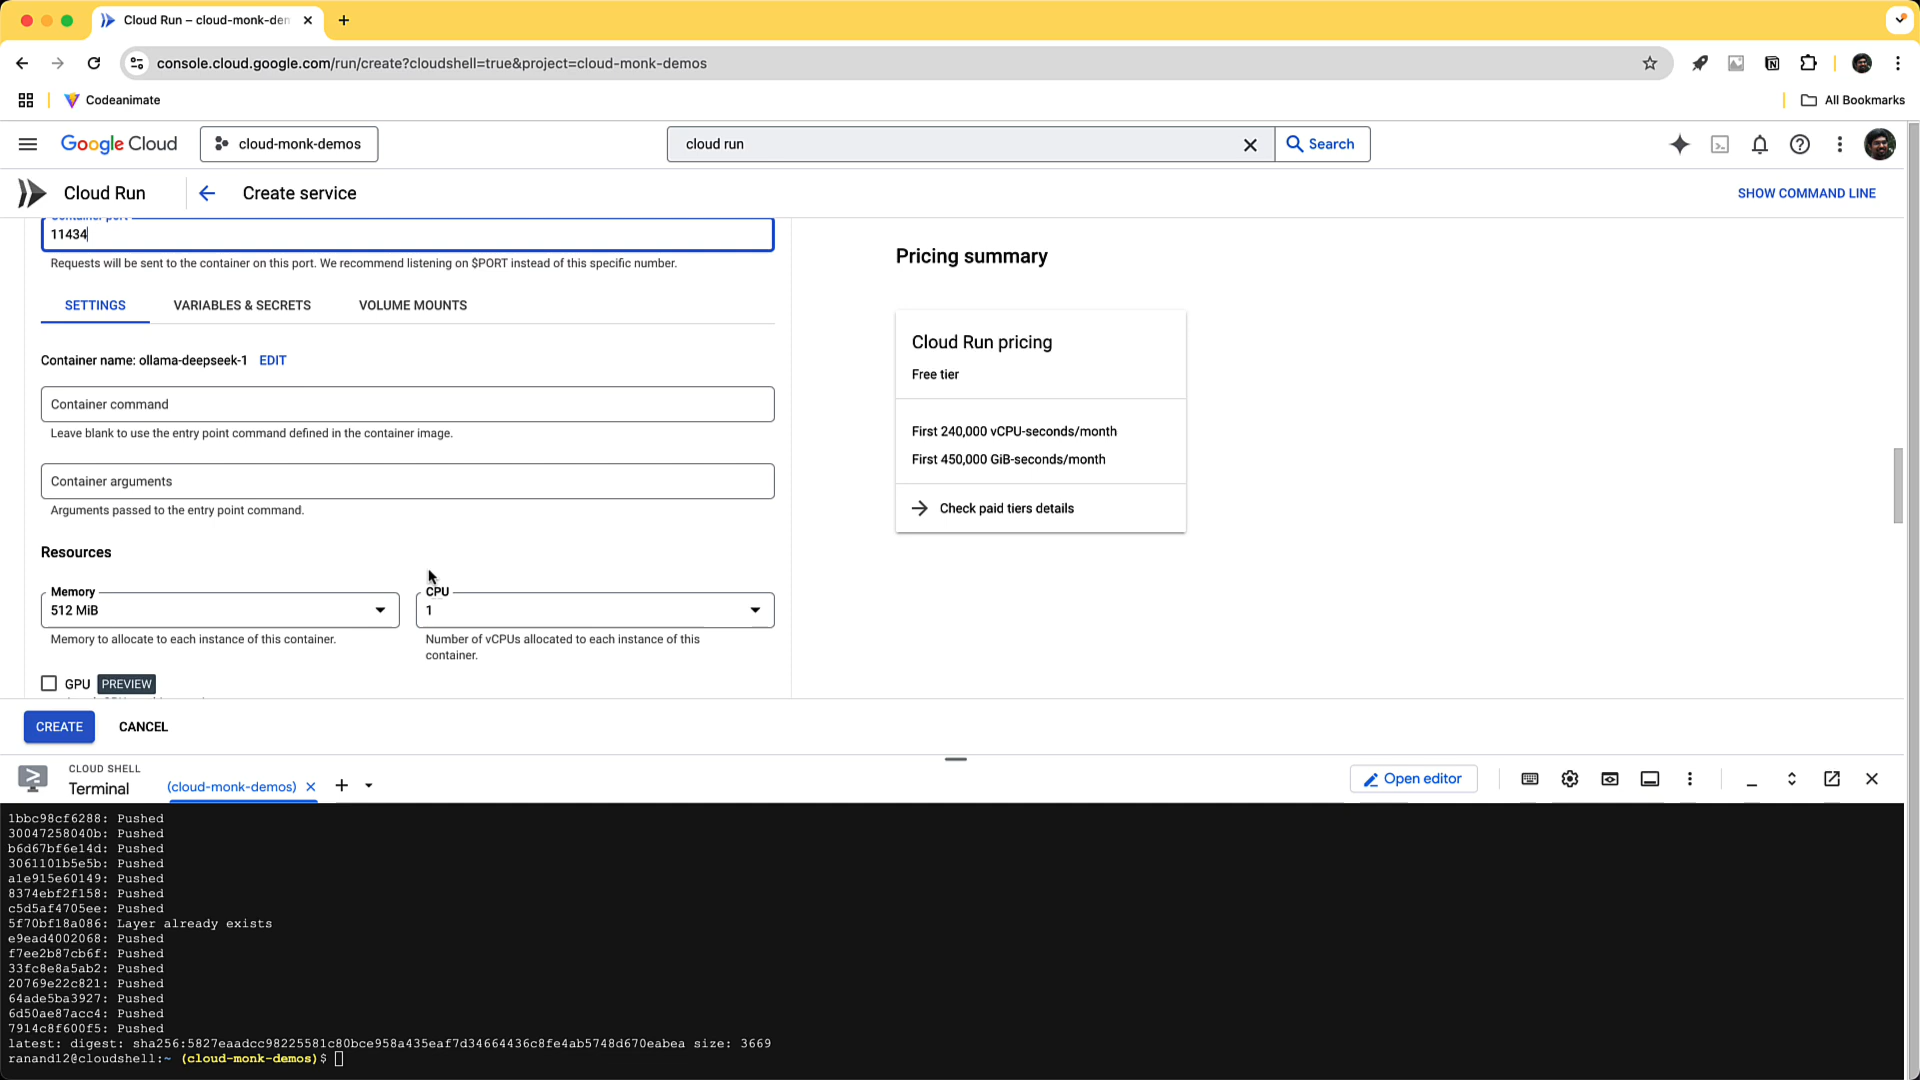 Cloud Run – cloud-monk-dem
console.cloud.google.com/run/create?cloudshell=true&project=cloud-monk-demos
Codeanimate
All Bookmarks
Google Cloud
cloud-monk-demos
cloud run
Search
Cloud Run
Create service
SHOW COMMAND LINE
Container port
11434
Requests will be sent to the container on this port. We recommend listening on $PORT instead of this specific number.
SETTINGS
VARIABLES & SECRETS
VOLUME MOUNTS
Container name: ollama-deepseek-1 EDIT
Container command
Leave blank to use the entry point command defined in the container image.
Container arguments
Arguments passed to the entry point command.
Resources
Memory
512 MiB
Memory to allocate to each instance of this container.
CPU
1
Number of vCPUs allocated to each instance of this
container.
GPU PREVIEW
Pricing summary
Cloud Run pricing
Free tier
First 240,000 vCPU-seconds/month
First 450,000 GiB-seconds/month
Check paid tiers details
CREATE
CANCEL
CLOUD SHELL
Terminal
(cloud-monk-demos)
Open editor
1bbc98cf6288: Pushed
30047258040b: Pushed
b6d67bf6e14d: Pushed
3061101b5e5b: Pushed
a1e915e60149: Pushed
8374ebf2f158: Pushed
c5d5af4705ee: Pushed
5f70bf18a086: Layer already exists
e9ead4002068: Pushed
f7ee2b87cb6f: Pushed
33fc8e8a5ab2: Pushed
20769e22c821: Pushed
64ade5ba3927: Pushed
6d50ae87acc4: Pushed
7914c8f600f5: Pushed
latest: digest: sha256:5827eaadcc98225581c80bce958a435eaf7d34664436c8fe4ab5748d670eabea size: 3669
ranand12@cloudshell:~ (cloud-monk-demos)$